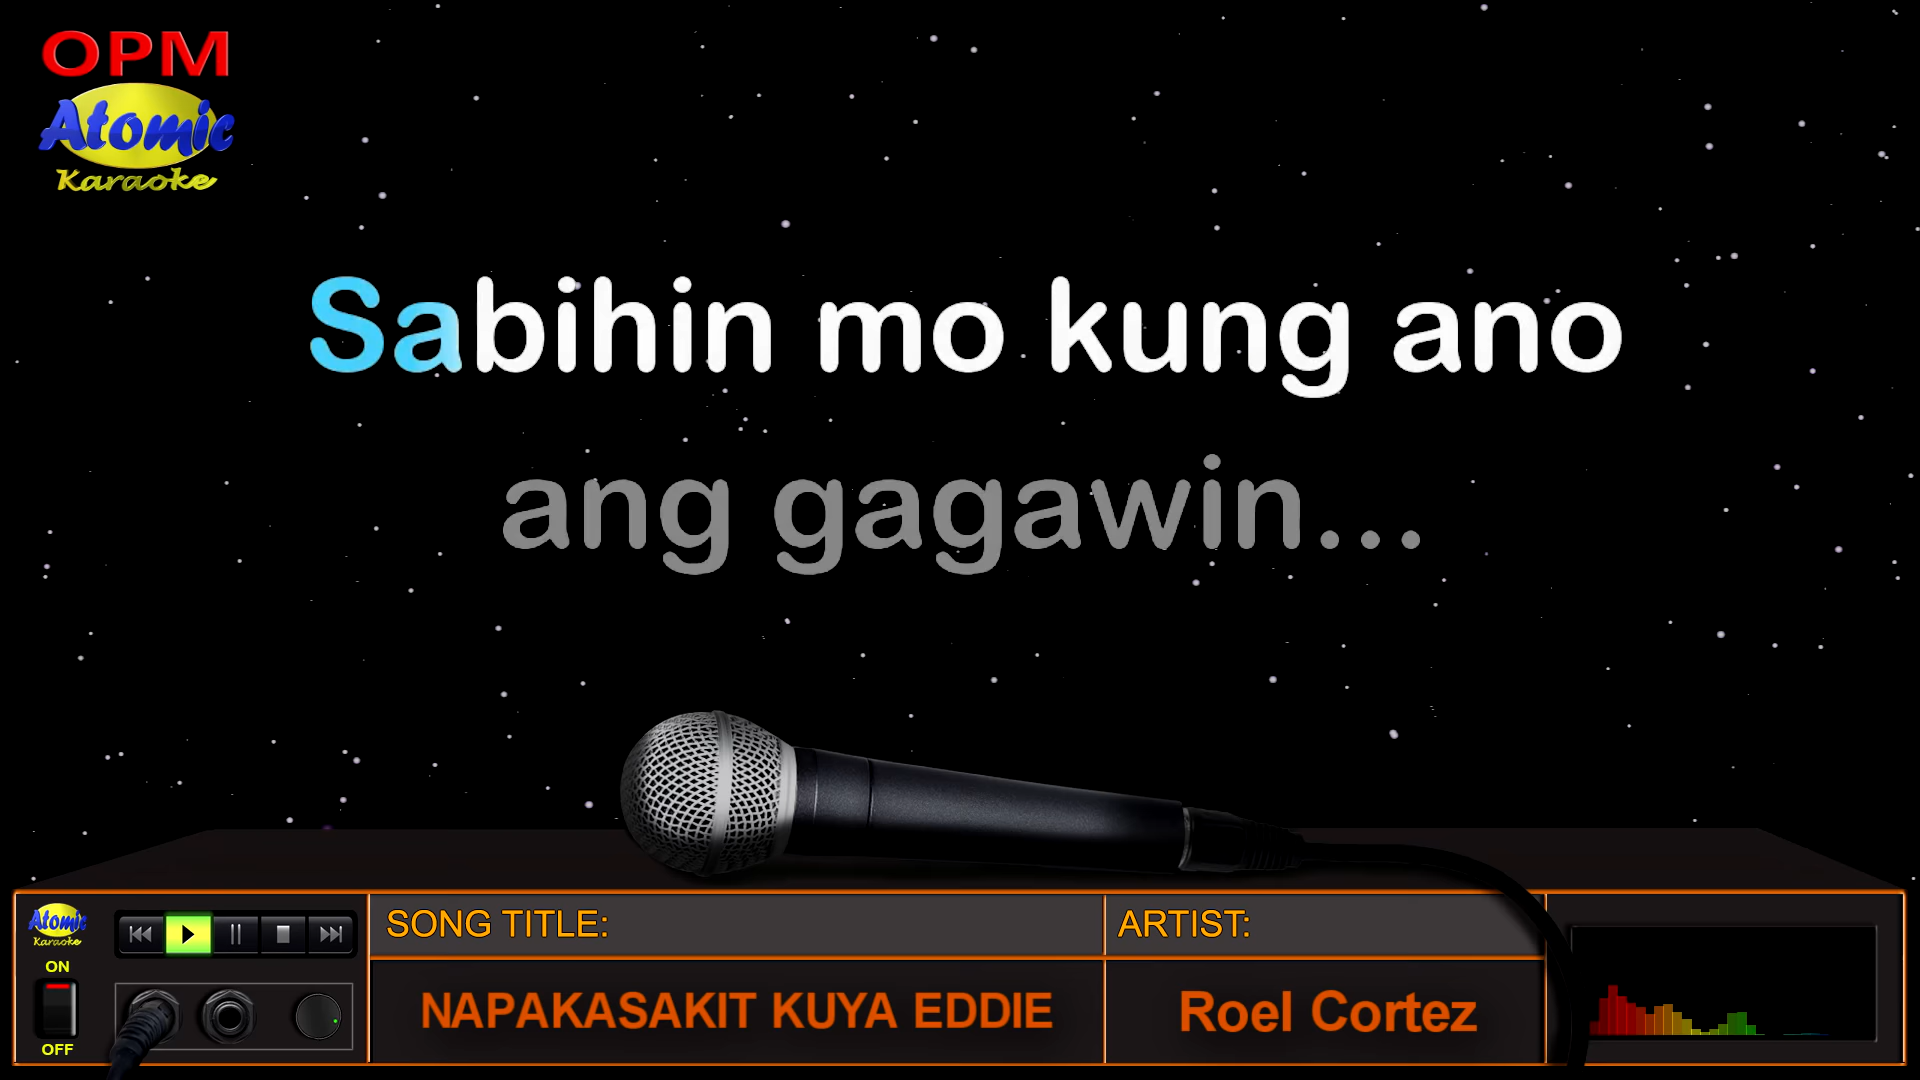 OPM
Atomic
Karaoke
Sabihin mo kung ano
ang gagawin...
Atomic
Karaoke
ON
OFF
SONG TITLE:
NAPAKASAKIT KUYA EDDIE
ARTIST:
Roel Cortez